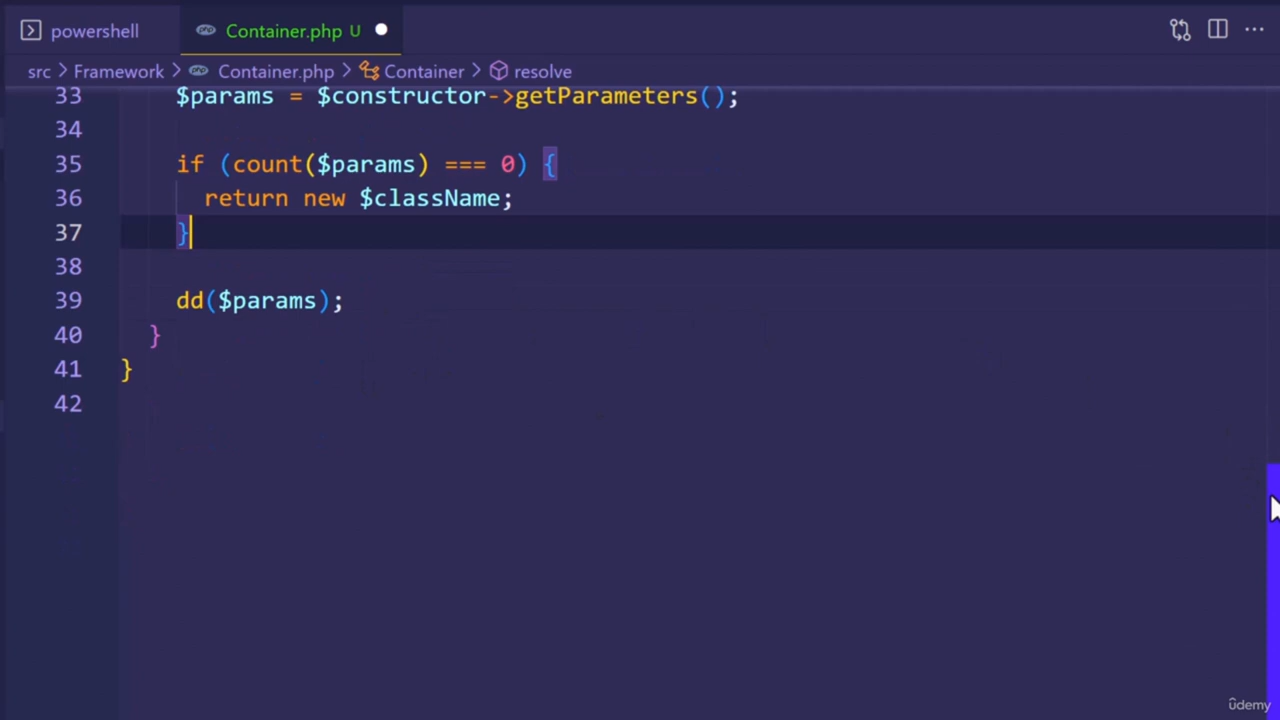 powershell
Container.php U
src > Framework > Container.php > Container > resolve
33 $params = $constructor->getParameters();
34
35 if (count($params) === 0) {
36 return new $className;
37 }
38
39 dd($params);
40 }
41 }
42
ûdemy